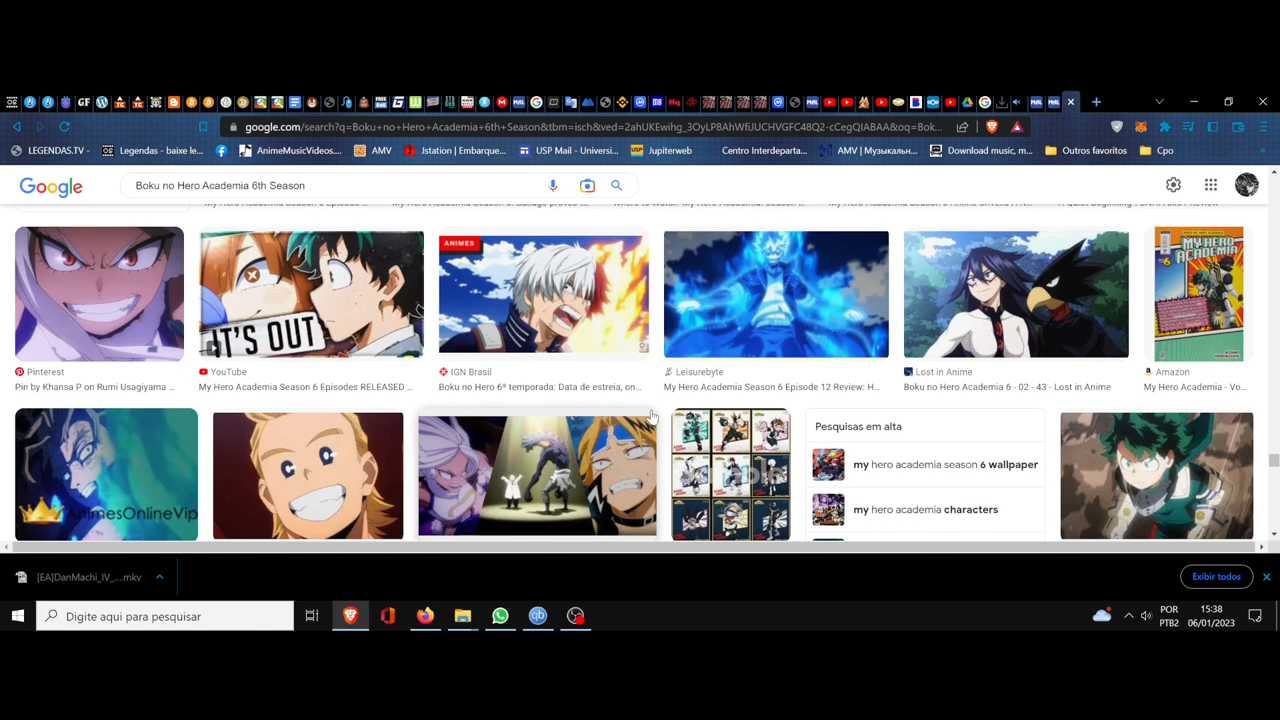 google.com/search?q=Boku+no+Hero+Academia+6th+Season&tbm=isch&ved=2ahUKEwihg_3OyLP8AhWfiJUCHVGFC48Q2-cCegQIABAA&oq=Bok...
LEGENDAS.TV Legendas - baixe le... AnimeMusicVideos.... AMV Jstation | Embarque... USP Mail - Universi... Jupiterweb Centro Interdeparta... AMV | Музыкальн... Download music, m... Outros favoritos Cpo
Google Boku no Hero Academia 6th Season
ANIMES
IT'S OUT
MY HERO
ACADEMIA
Pinterest YouTube IGN Brasil Leisurebyte Lost in Anime Amazon
Pin by Khansa P on Rumi Usagiyama ... My Hero Academia Season 6 Episodes RELEASED ... Boku no Hero 6ª temporada: Data de estreia, on... My Hero Academia Season 6 Episode 12 Review: H... Boku no Hero Academia 6 - 02 - 43 - Lost in Anime My Hero Academia - Vo...
Pesquisas em alta
my hero academia season 6 wallpaper
my hero academia characters
AnimesOnlineVip
[EA]DanMachi_IV_....mkv Exibir todos
Digite aqui para pesquisar
POR 15:38
PTB2 06/01/2023